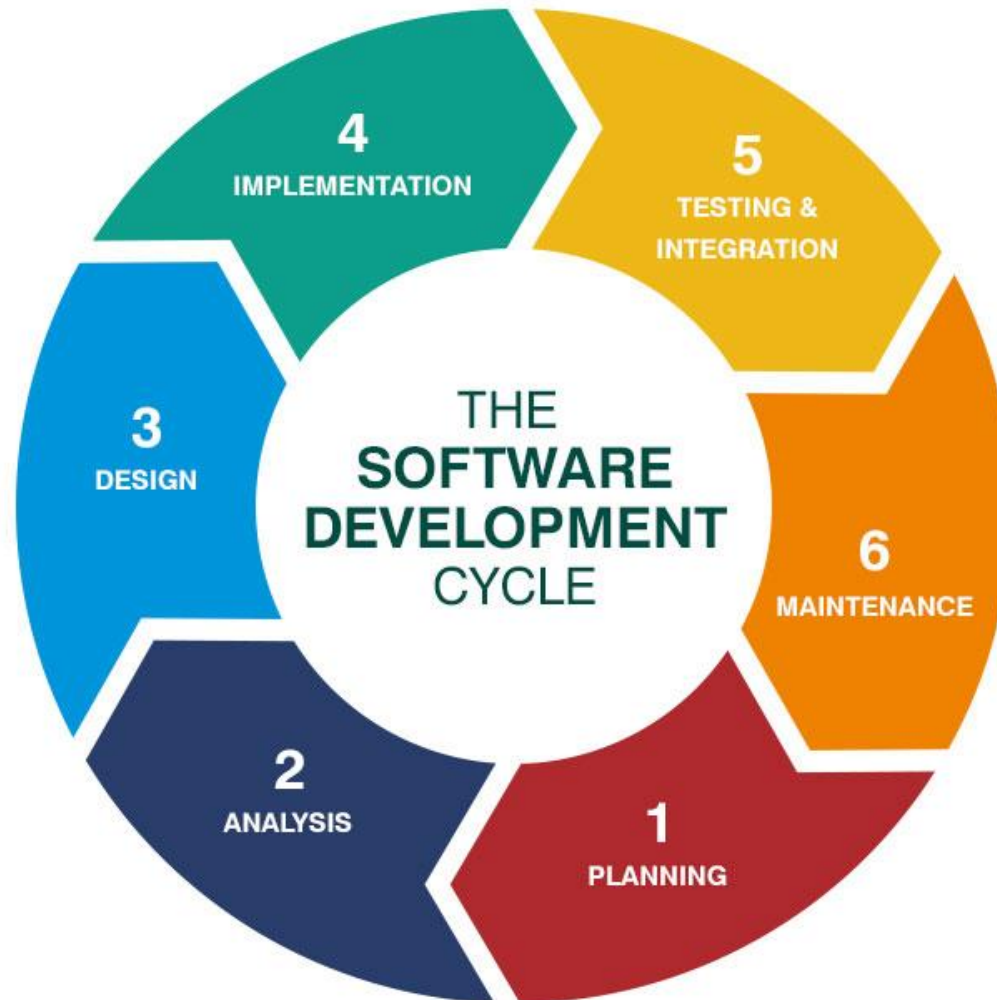 THE
SOFTWARE
DEVELOPMENT
CYCLE
1
PLANNING
2
ANALYSIS
3
DESIGN
4
IMPLEMENTATION
5
TESTING &
INTEGRATION
6
MAINTENANCE